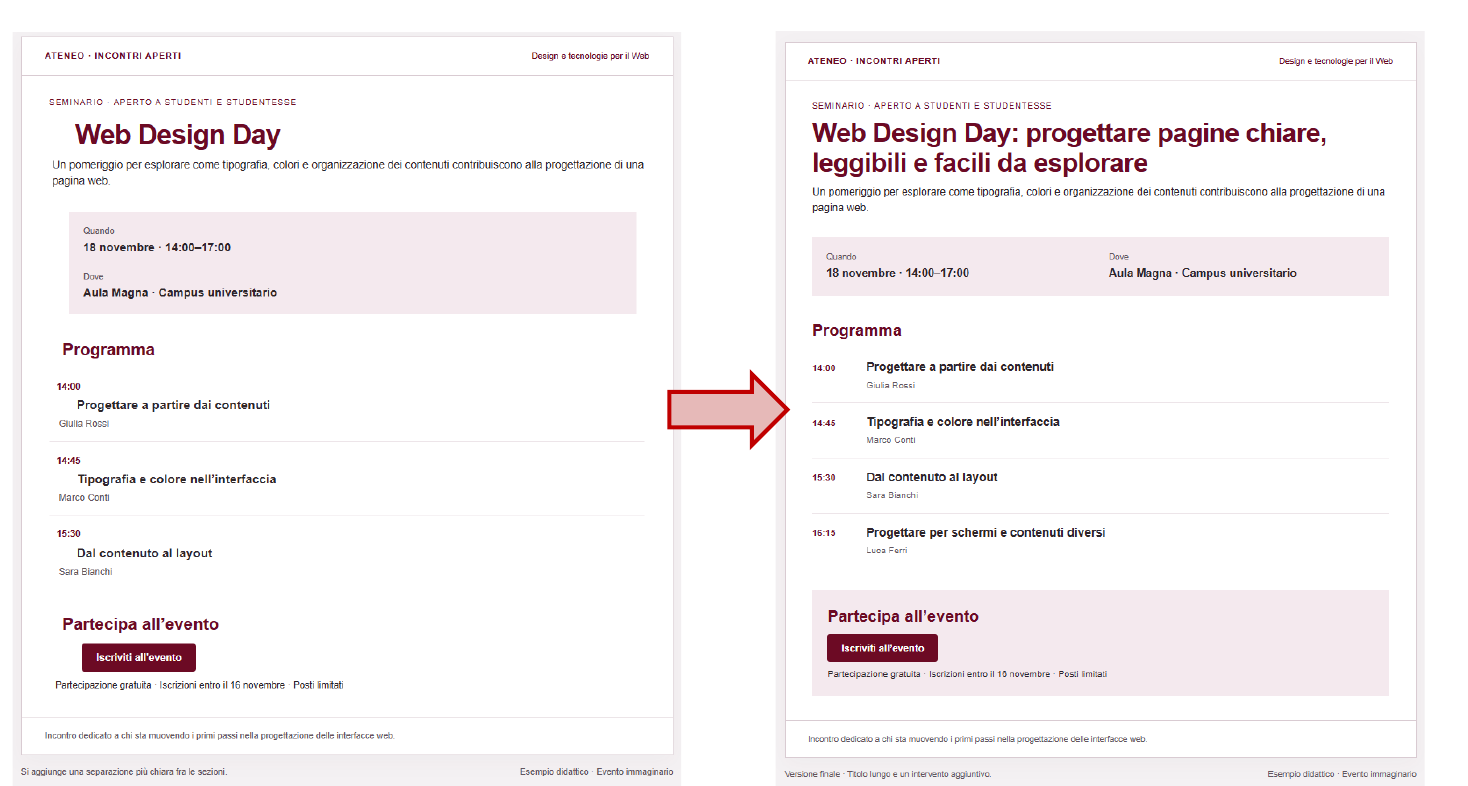 ATENEO · INCONTRI APERTI
Design e tecnologie per il Web
SEMINARIO · APERTO A STUDENTI E STUDENTESSE
Web Design Day
Un pomeriggio per esplorare come tipografia, colori e organizzazione dei contenuti contribuiscono alla progettazione di una
pagina web.
Quando
18 novembre · 14:00–17:00
Dove
Aula Magna · Campus universitario
Programma
14:00
Progettare a partire dai contenuti
Giulia Rossi
14:45
Tipografia e colore nell’interfaccia
Marco Conti
15:30
Dal contenuto al layout
Sara Bianchi
Partecipa all’evento
Iscriviti all'evento
Partecipazione gratuita · Iscrizioni entro il 16 novembre · Posti limitati
Incontro dedicato a chi sta muovendo i primi passi nella progettazione delle interfacce web.
Si aggiunge una separazione più chiara fra le sezioni.
Esempio didattico · Evento immaginario
ATENEO · INCONTRI APERTI
Design e tecnologie per il Web
SEMINARIO · APERTO A STUDENTI E STUDENTESSE
Web Design Day: progettare pagine chiare,
leggibili e facili da esplorare
Un pomeriggio per esplorare come tipografia, colori e organizzazione dei contenuti contribuiscono alla progettazione di una
pagina web.
Quando
18 novembre · 14:00–17:00
Dove
Aula Magna · Campus universitario
Programma
14:00
Progettare a partire dai contenuti
Giulia Rossi
14:45
Tipografia e colore nell’interfaccia
Marco Conti
15:30
Dal contenuto al layout
Sara Bianchi
16:15
Progettare per schermi e contenuti diversi
Luca Ferri
Partecipa all’evento
Iscriviti all'evento
Partecipazione gratuita · Iscrizioni entro il 16 novembre · Posti limitati
Incontro dedicato a chi sta muovendo i primi passi nella progettazione delle interfacce web.
Versione finale · Titolo lungo e un intervento aggiuntivo.
Esempio didattico · Evento immaginario